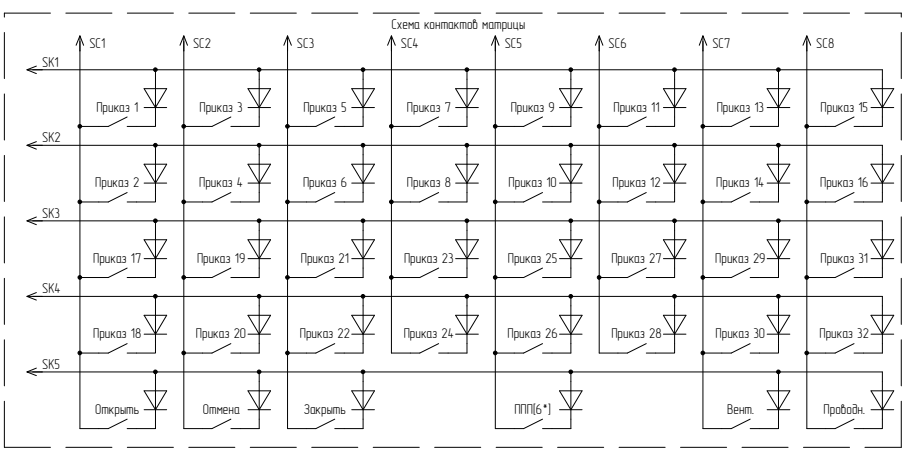 Схема контактов матрицы
SC1 SC2 SC3 SC4 SC5 SC6 SC7 SC8
SK1
Приказ 1 Приказ 3 Приказ 5 Приказ 7 Приказ 9 Приказ 11 Приказ 13 Приказ 15
SK2
Приказ 2 Приказ 4 Приказ 6 Приказ 8 Приказ 10 Приказ 12 Приказ 14 Приказ 16
SK3
Приказ 17 Приказ 19 Приказ 21 Приказ 23 Приказ 25 Приказ 27 Приказ 29 Приказ 31
SK4
Приказ 18 Приказ 20 Приказ 22 Приказ 24 Приказ 26 Приказ 28 Приказ 30 Приказ 32
SK5
Открыть Отмена Закрыть ППП(6*) Вент. Проводн.